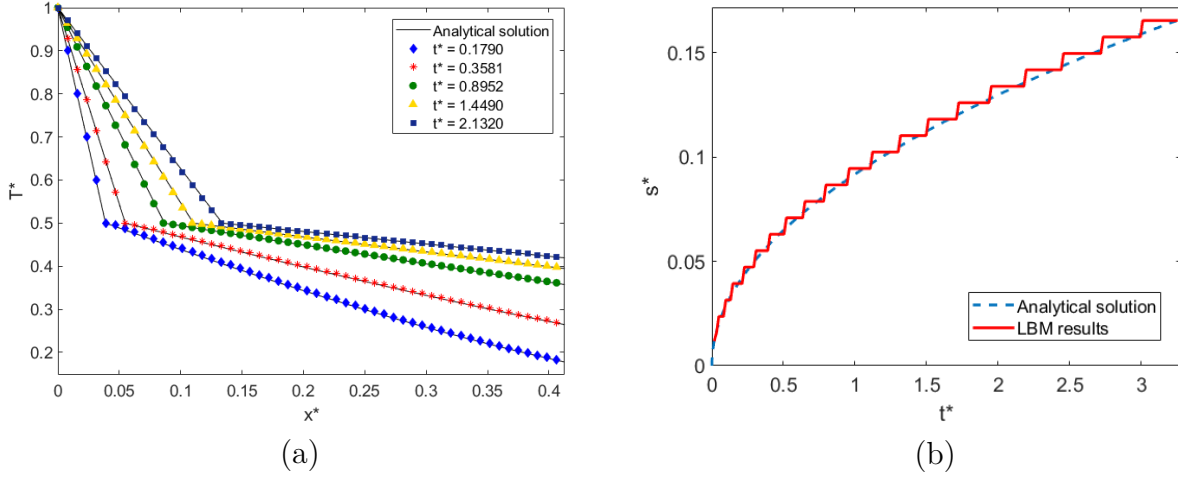 1
0.9
0.8
0.7
0.6
0.5
0.4
0.3
0.2
T*
0
0.05
0.1
0.15
0.2
0.25
0.3
0.35
0.4
x*
Analytical solution
t* = 0.1790
t* = 0.3581
t* = 0.8952
t* = 1.4490
t* = 2.1320
(a)
0.15
0.1
0.05
0
s*
0
0.5
1
1.5
2
2.5
3
t*
Analytical solution
LBM results
(b)